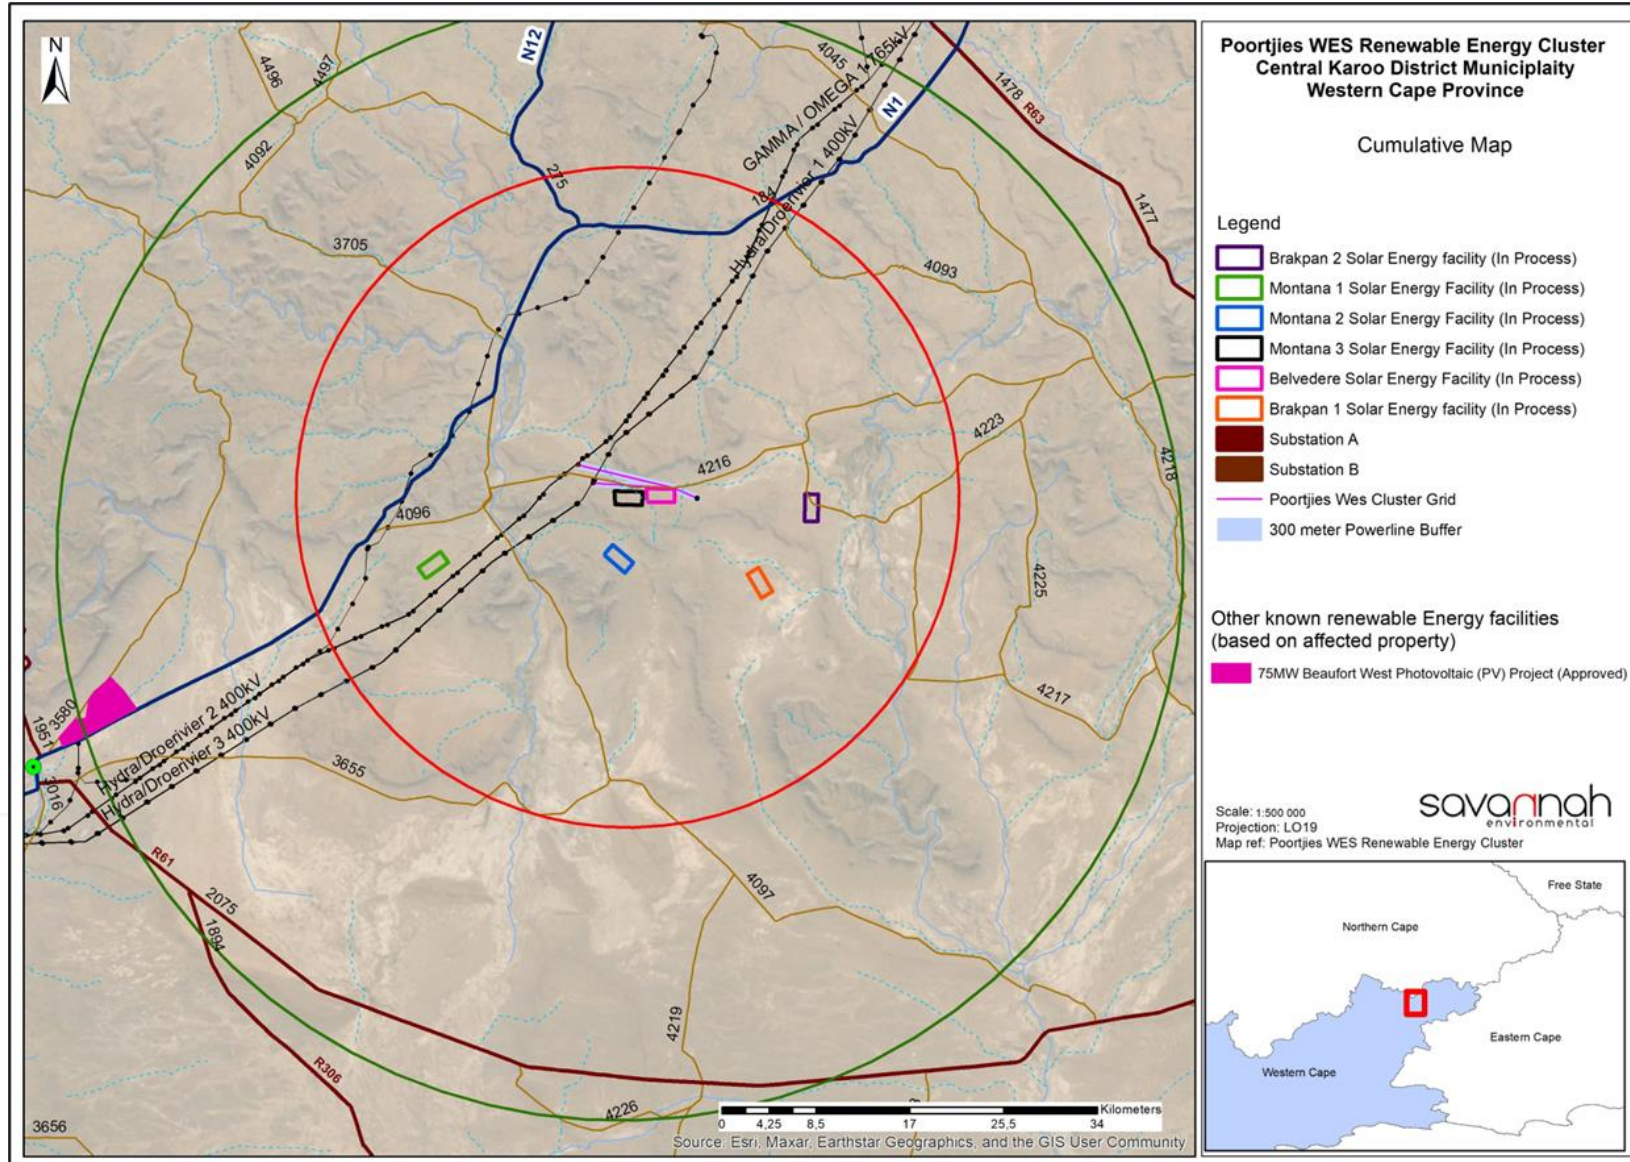 N
N12
4496
4497
4045
GAMMA / OMEGA 1 765kV
1478
R63
N1
4092
275
184
Hydra/Droerivier 1 400kV
1477
3705
4093
4223
4216
4218
4096
4225
4217
3580
1951
Hydra/Droerivier 2 400kV
Hydra/Droerivier 3 400kV
3655
3016
R61
2075
1894
4097
4219
R306
4226
3656
Kilometers
0 4,25 8,5 17 25,5 34
Source: Esri, Maxar, Earthstar Geographics, and the GIS User Community
Poortjies WES Renewable Energy Cluster
Central Karoo District Municiplaity
Western Cape Province
Cumulative Map
Legend
Brakpan 2 Solar Energy facility (In Process)
Montana 1 Solar Energy Facility (In Process)
Montana 2 Solar Energy Facility (In Process)
Montana 3 Solar Energy Facility (In Process)
Belvedere Solar Energy Facility (In Process)
Brakpan 1 Solar Energy facility (In Process)
Substation A
Substation B
Poortjies Wes Cluster Grid
300 meter Powerline Buffer
Other known renewable Energy facilities
(based on affected property)
75MW Beaufort West Photovoltaic (PV) Project (Approved)
Scale: 1:500 000
Projection: LO19
Map ref: Poortjies WES Renewable Energy Cluster
savannah
environmental
Free State
Northern Cape
Eastern Cape
Western Cape